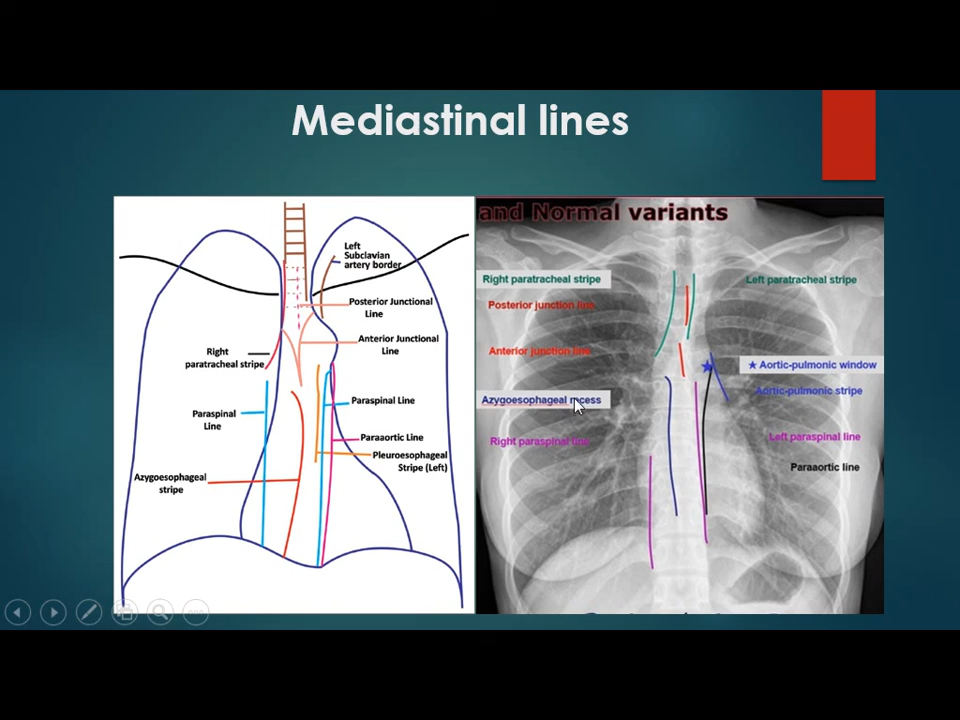 Mediastinal lines
Left
Subclavian
artery border
Posterior Junctional
Line
Anterior Junctional
Line
Right
paratracheal stripe
Paraspinal Line
Paraspinal
Line
Paraaortic Line
Pleuroesophageal
Stripe (Left)
Azygoesophageal
stripe
and Normal variants
Right paratracheal stripe
Left paratracheal stripe
Posterior junction line
Anterior junction line
★ Aortic-pulmonic window
Aortic-pulmonic stripe
Azygoesophageal recess
Right paraspinal line
Left paraspinal line
Paraaortic line